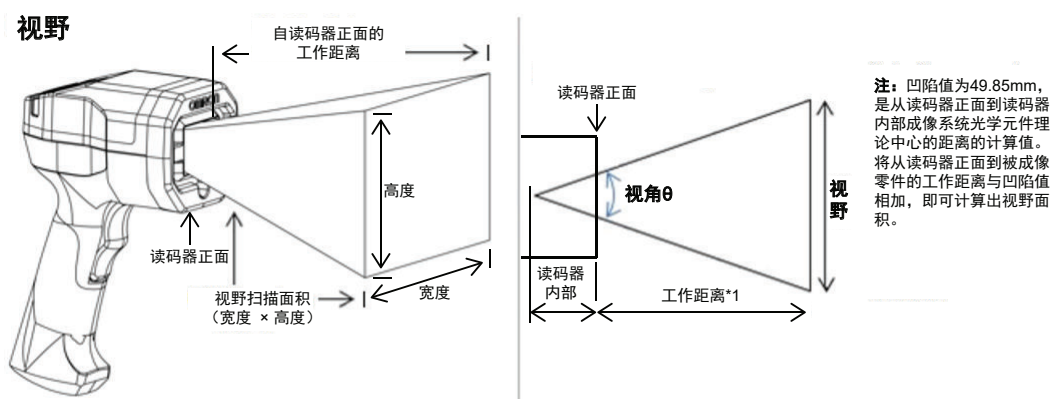 视野
自读码器正面的
工作距离
高度
读码器正面
视野扫描面积
（宽度 × 高度）
宽度
读码器正面
视角θ
视
野
读码器
内部
工作距离*1
注：凹陷值为49.85mm，
是从读码器正面到读码器
内部成像系统光学元件理
论中心的距离的计算值。
将从读码器正面到被成像
零件的工作距离与凹陷值
相加，即可计算出视野面
积。